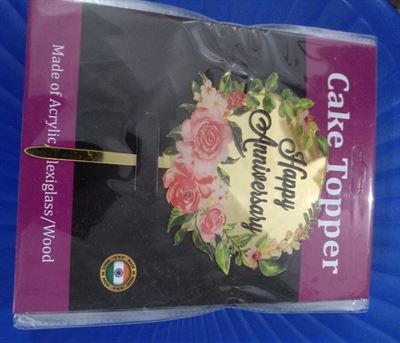 Cake Topper
Happy
Anniversary
Made of Acrylic, Plexiglass/Wood